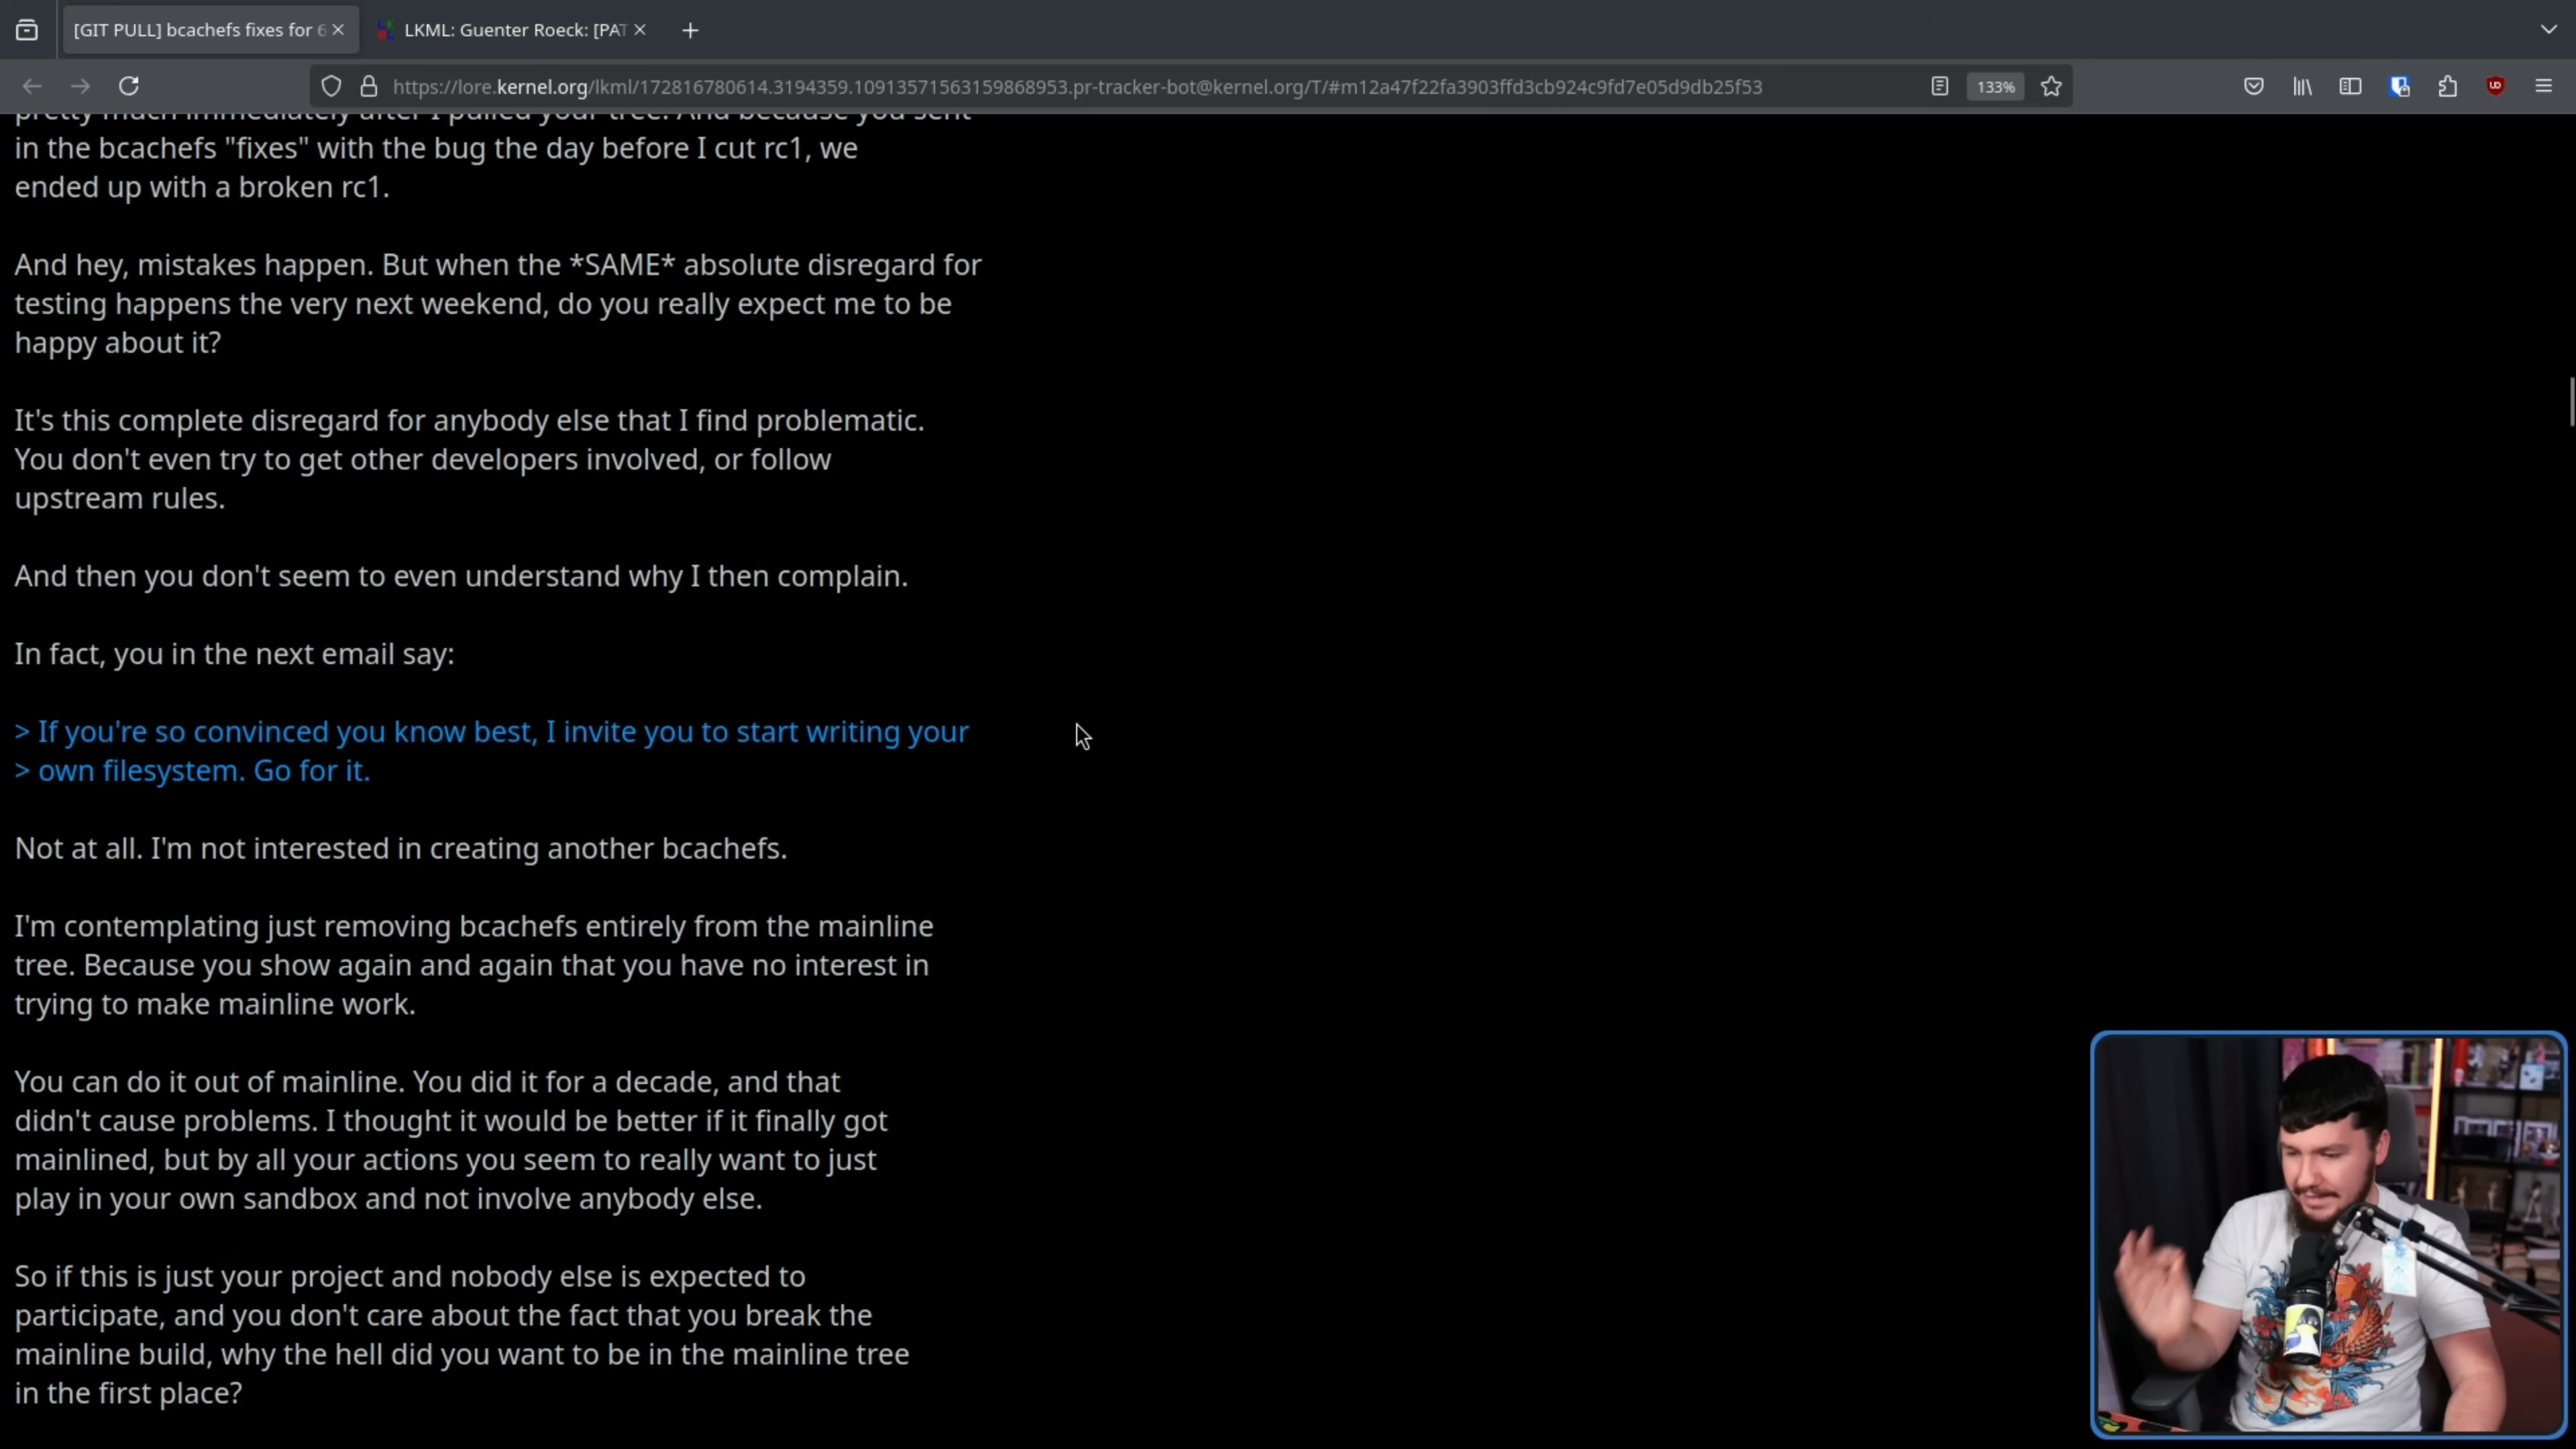 [GIT PULL] bcachefs fixes for 6
LKML: Guenter Roeck: [PAT
https://lore.kernel.org/lkml/172816780614.3194359.10913571563159868953.pr-tracker-bot@kernel.org/T/#m12a47f22fa3903ffd3cb924c9fd7e05d9db25f53
133%
pretty much immediately after I pulled your tree. And because you sent
in the bcachefs "fixes" with the bug the day before I cut rc1, we
ended up with a broken rc1.
And hey, mistakes happen. But when the *SAME* absolute disregard for
testing happens the very next weekend, do you really expect me to be
happy about it?
It's this complete disregard for anybody else that I find problematic.
You don't even try to get other developers involved, or follow
upstream rules.
And then you don't seem to even understand why I then complain.
In fact, you in the next email say:
> If you're so convinced you know best, I invite you to start writing your
> own filesystem. Go for it.
Not at all. I'm not interested in creating another bcachefs.
I'm contemplating just removing bcachefs entirely from the mainline
tree. Because you show again and again that you have no interest in
trying to make mainline work.
You can do it out of mainline. You did it for a decade, and that
didn't cause problems. I thought it would be better if it finally got
mainlined, but by all your actions you seem to really want to just
play in your own sandbox and not involve anybody else.
So if this is just your project and nobody else is expected to
participate, and you don't care about the fact that you break the
mainline build, why the hell did you want to be in the mainline tree
in the first place?